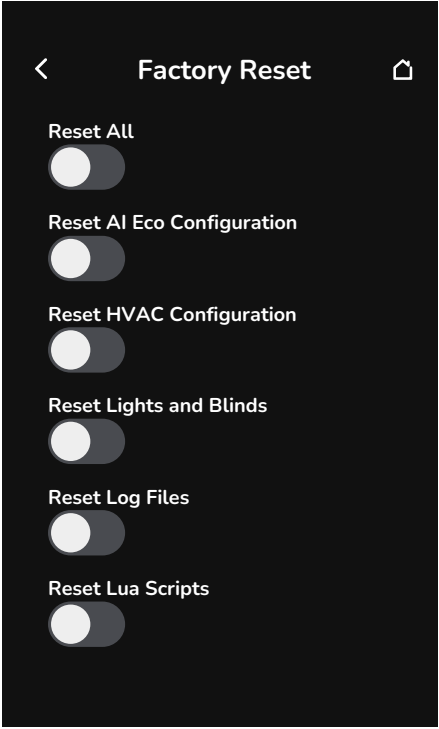 Factory Reset
Reset All
Reset AI Eco Configuration
Reset HVAC Configuration
Reset Lights and Blinds
Reset Log Files
Reset Lua Scripts